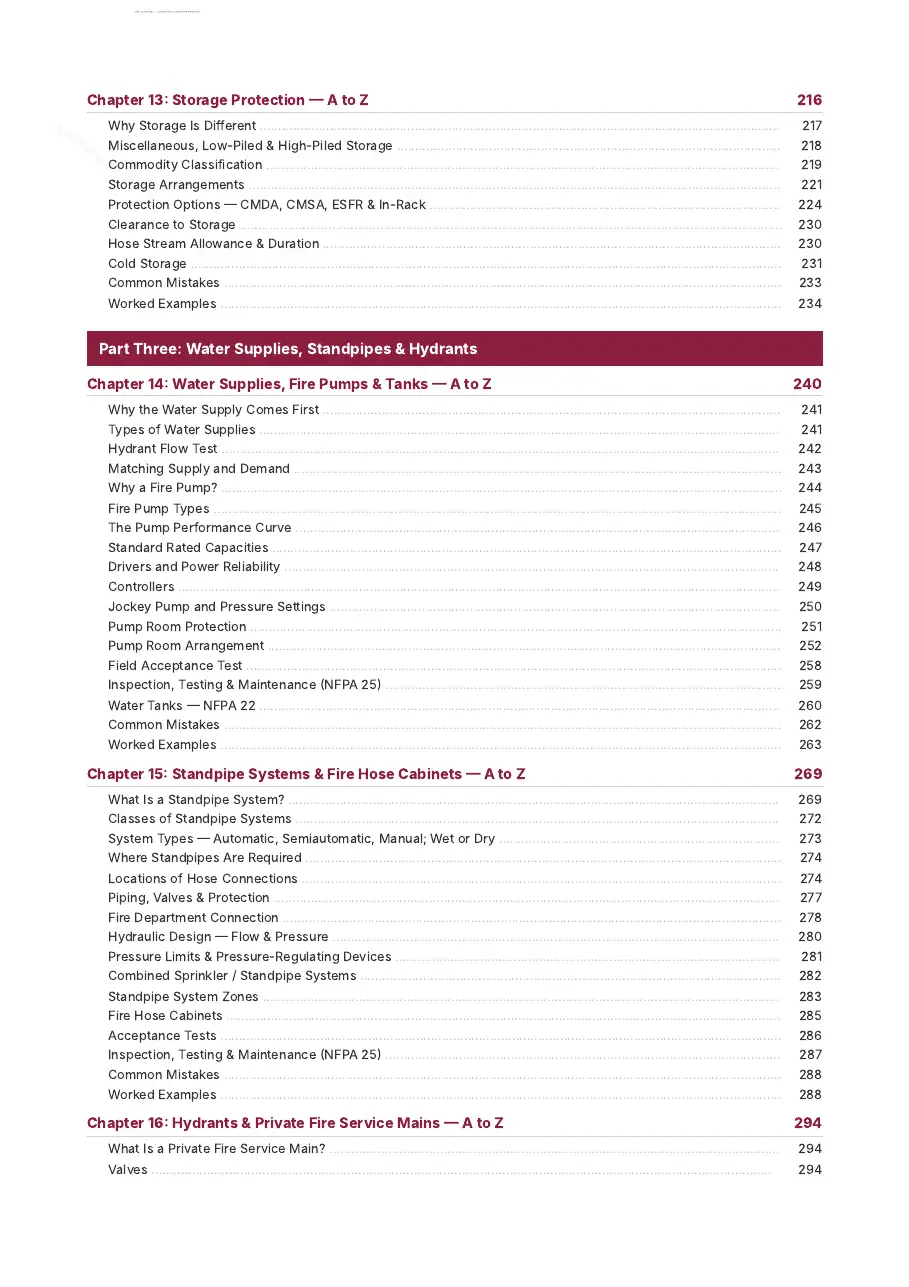 Chapter 13: Storage Protection — A to Z 216
Why Storage Is Different 217
Miscellaneous, Low-Piled & High-Piled Storage 218
Commodity Classification 219
Storage Arrangements 221
Protection Options — CMDA, CMSA, ESFR & In-Rack 224
Clearance to Storage 230
Hose Stream Allowance & Duration 230
Cold Storage 231
Common Mistakes 233
Worked Examples 234
Part Three: Water Supplies, Standpipes & Hydrants
Chapter 14: Water Supplies, Fire Pumps & Tanks — A to Z 240
Why the Water Supply Comes First 241
Types of Water Supplies 241
Hydrant Flow Test 242
Matching Supply and Demand 243
Why a Fire Pump? 244
Fire Pump Types 245
The Pump Performance Curve 246
Standard Rated Capacities 247
Drivers and Power Reliability 248
Controllers 249
Jockey Pump and Pressure Settings 250
Pump Room Protection 251
Pump Room Arrangement 252
Field Acceptance Test 258
Inspection, Testing & Maintenance (NFPA 25) 259
Water Tanks — NFPA 22 260
Common Mistakes 262
Worked Examples 263
Chapter 15: Standpipe Systems & Fire Hose Cabinets — A to Z 269
What Is a Standpipe System? 269
Classes of Standpipe Systems 272
System Types — Automatic, Semiautomatic, Manual; Wet or Dry 273
Where Standpipes Are Required 274
Locations of Hose Connections 274
Piping, Valves & Protection 277
Fire Department Connection 278
Hydraulic Design — Flow & Pressure 280
Pressure Limits & Pressure-Regulating Devices 281
Combined Sprinkler / Standpipe Systems 282
Standpipe System Zones 283
Fire Hose Cabinets 285
Acceptance Tests 286
Inspection, Testing & Maintenance (NFPA 25) 287
Common Mistakes 288
Worked Examples 288
Chapter 16: Hydrants & Private Fire Service Mains — A to Z 294
What Is a Private Fire Service Main? 294
Valves 294